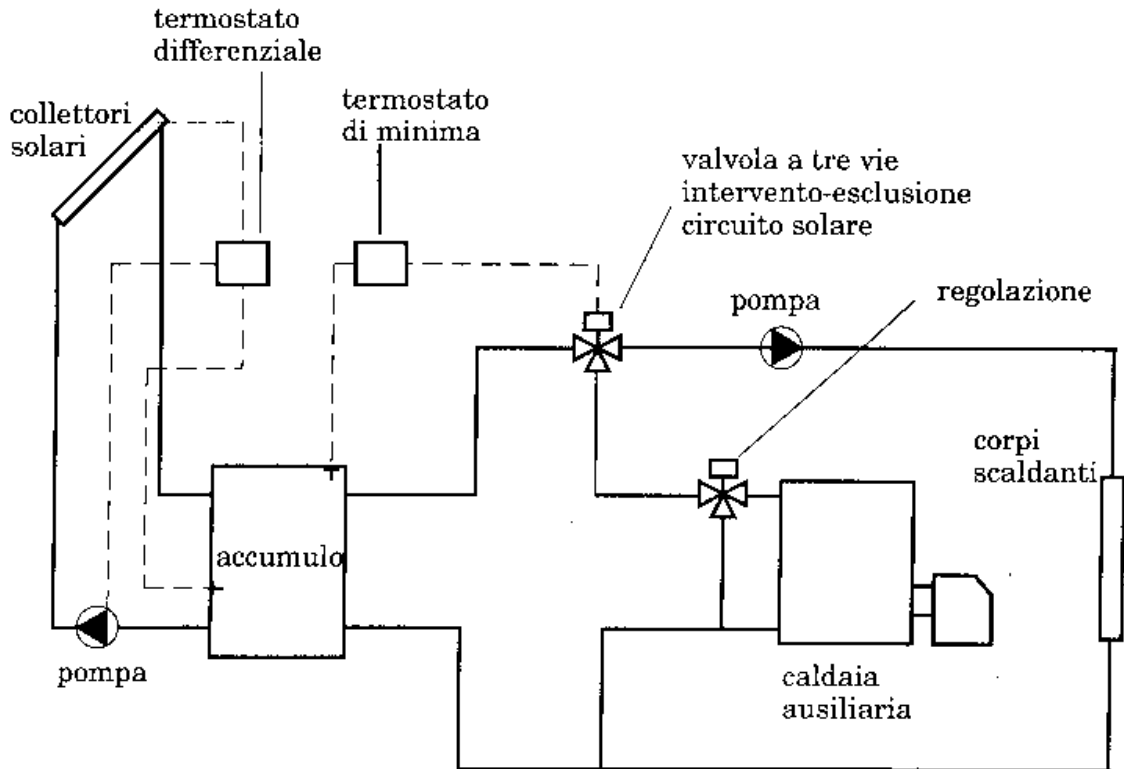 termostato
differenziale
collettori
solari
termostato
di minima
valvola a tre vie
intervento-esclusione
circuito solare
pompa
regolazione
corpi
scaldanti
accumulo
pompa
caldaia
ausiliaria